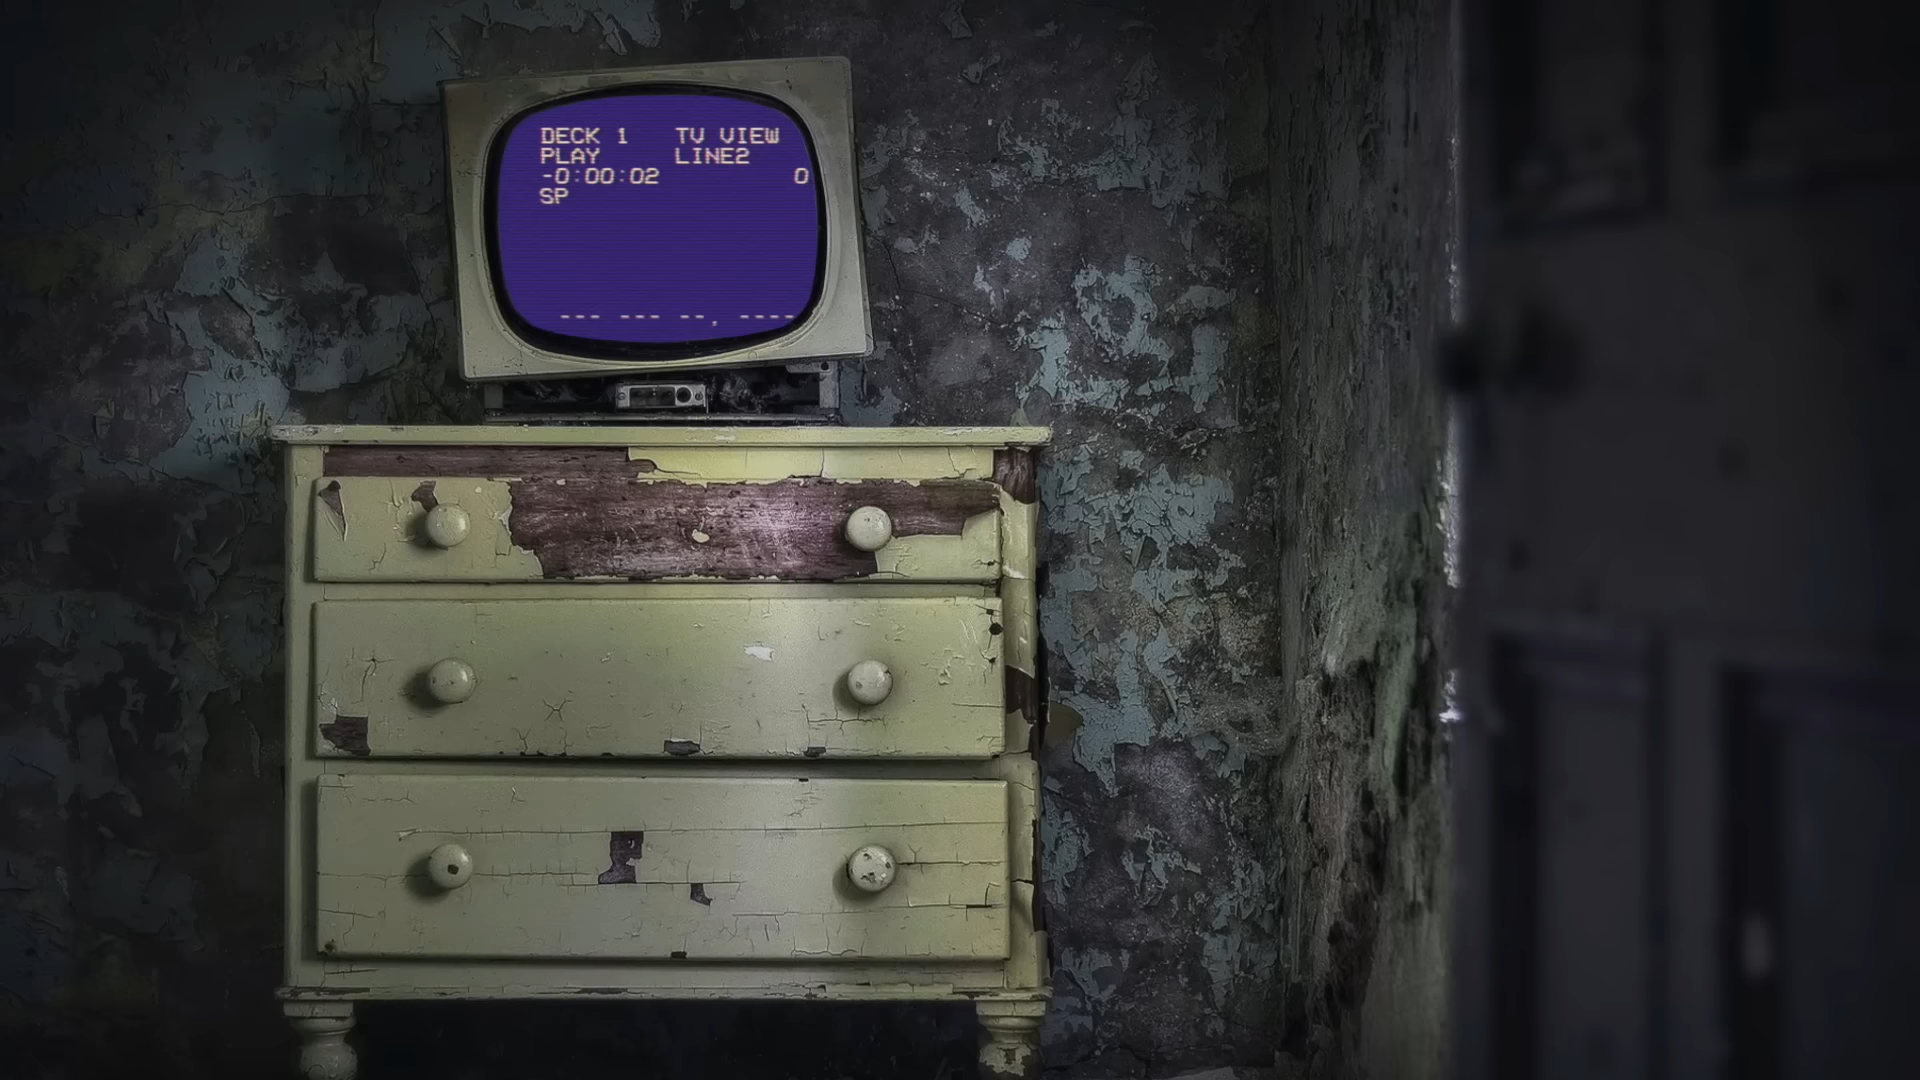 DECK 1 TV VIEW
PLAY LINE2
-0:00:02 0
SP
--- --- --, ----